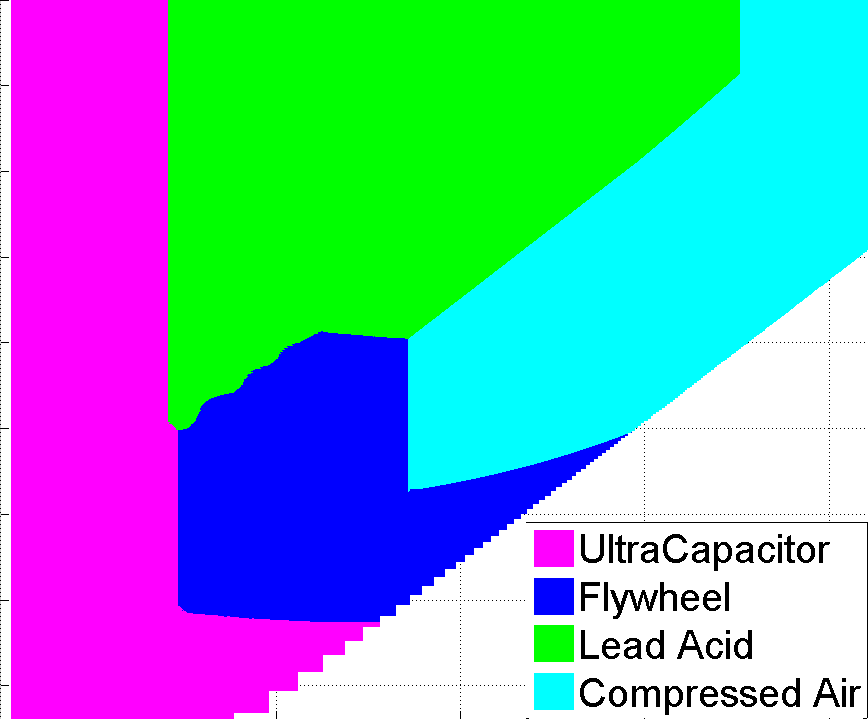 UltraCapacitor
Flywheel
Lead Acid
Compressed Air